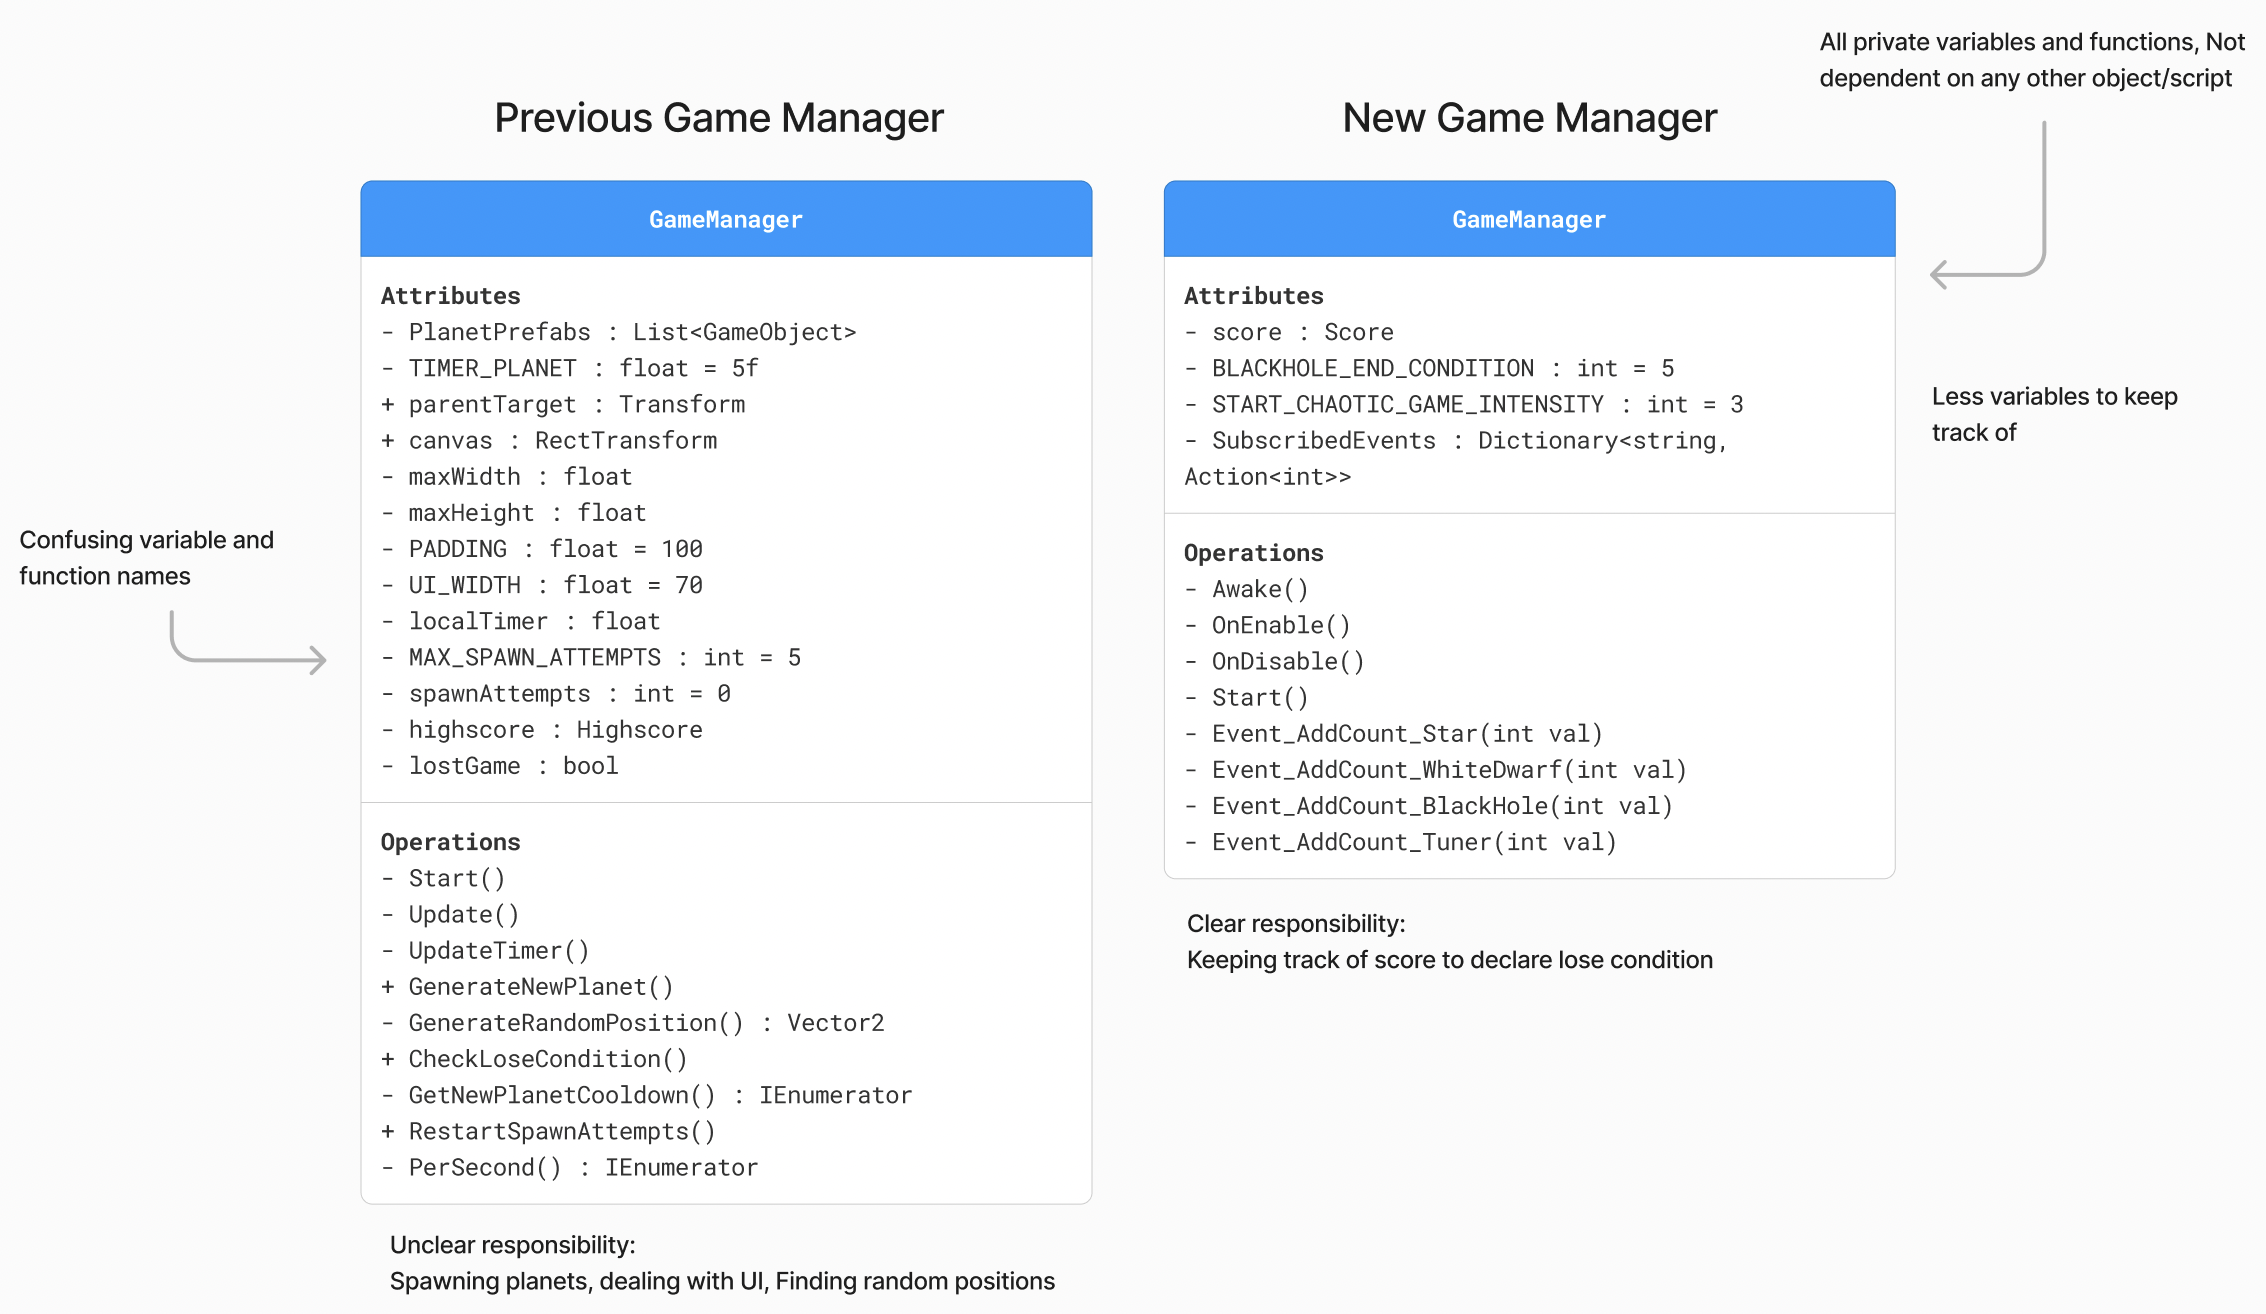 All private variables and functions, Not
dependent on any other object/script
Previous Game Manager
New Game Manager
GameManager
Attributes
- PlanetPrefabs : List<GameObject>
- TIMER_PLANET : float = 5f
+ parentTarget : Transform
+ canvas : RectTransform
- maxWidth : float
- maxHeight : float
- PADDING : float = 100
- UI_WIDTH : float = 70
- localTimer : float
- MAX_SPAWN_ATTEMPTS : int = 5
- spawnAttempts : int = 0
- highscore : Highscore
- lostGame : bool
Operations
- Start()
- Update()
- UpdateTimer()
+ GenerateNewPlanet()
- GenerateRandomPosition() : Vector2
+ CheckLoseCondition()
- GetNewPlanetCooldown() : IEnumerator
+ RestartSpawnAttempts()
- PerSecond() : IEnumerator
Confusing variable and
function names
Unclear responsibility:
Spawning planets, dealing with UI, Finding random positions
GameManager
Attributes
- score : Score
- BLACKHOLE_END_CONDITION : int = 5
- START_CHAOTIC_GAME_INTENSITY : int = 3
- SubscribedEvents : Dictionary<string,
Action<int>>
Operations
- Awake()
- OnEnable()
- OnDisable()
- Start()
- Event_AddCount_Star(int val)
- Event_AddCount_WhiteDwarf(int val)
- Event_AddCount_BlackHole(int val)
- Event_AddCount_Tuner(int val)
Less variables to keep
track of
Clear responsibility:
Keeping track of score to declare lose condition